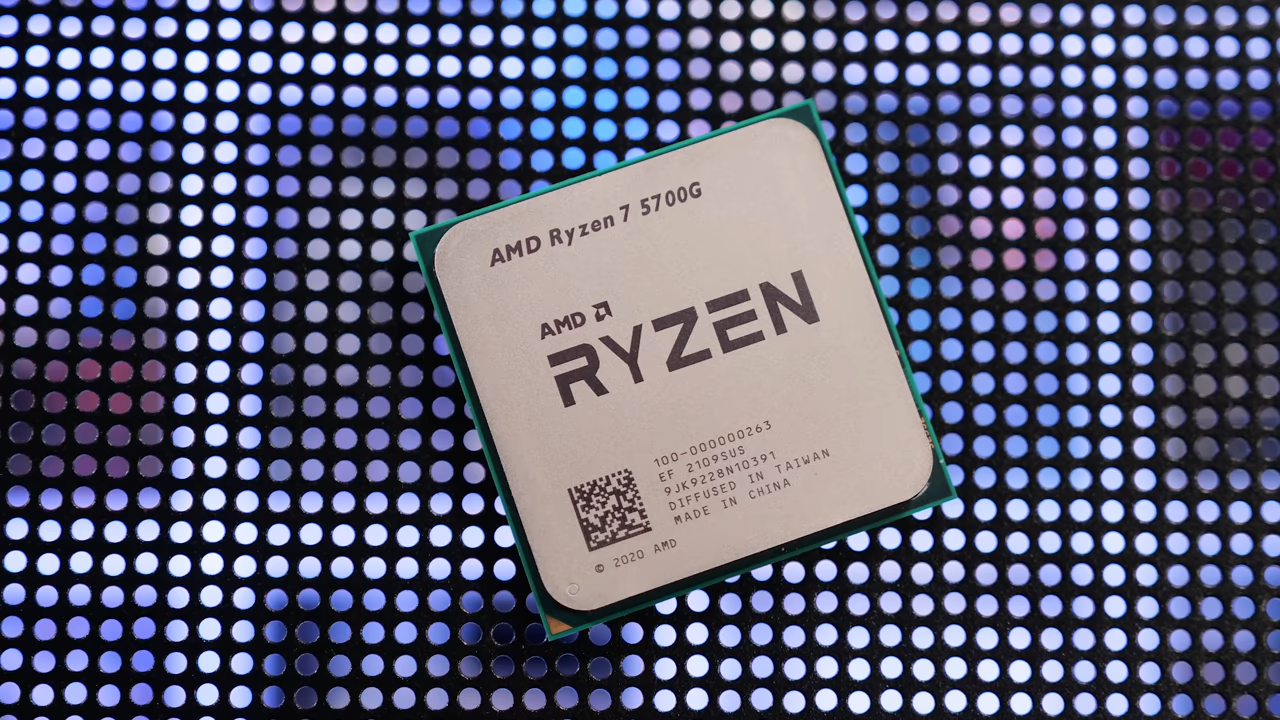 AMD Ryzen 7 5700G
AMD
RYZEN
100-000000263
EF 2109SUS
9JK9228N10391
DIFFUSED IN TAIWAN
MADE IN CHINA
© 2020 AMD